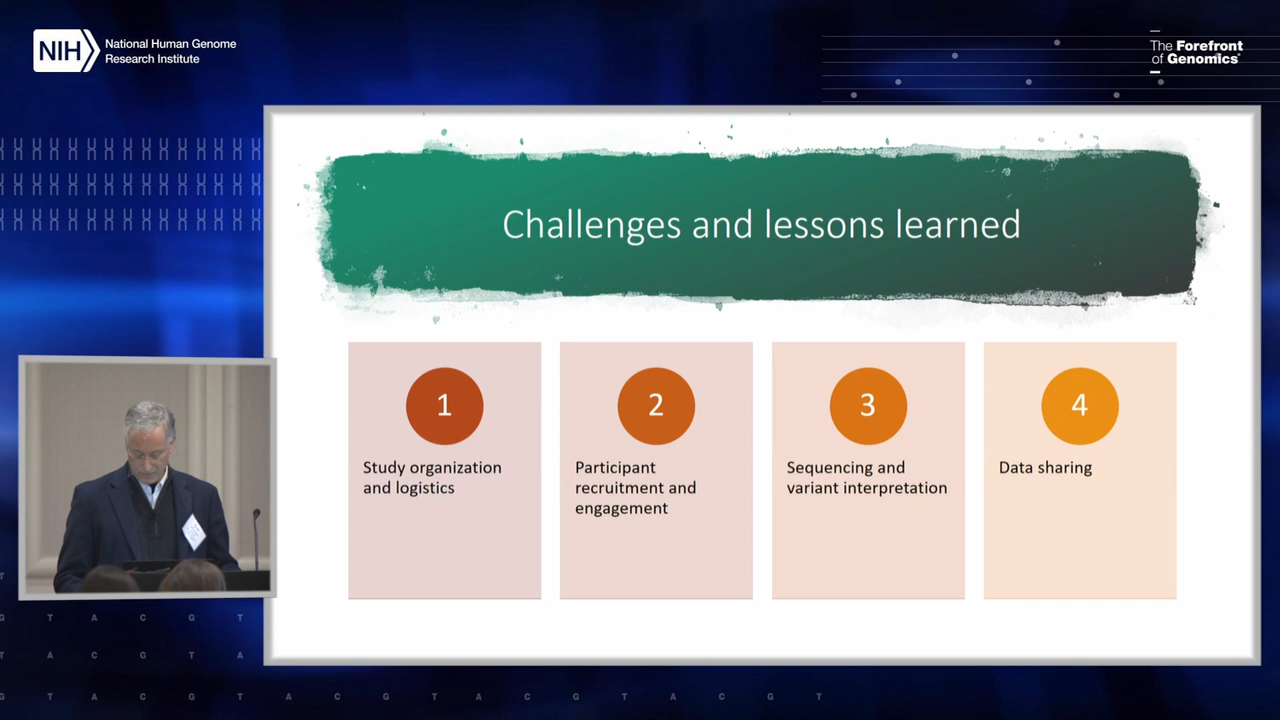 NIH
National Human Genome
Research Institute
The Forefront
of Genomics®
Challenges and lessons learned
1
Study organization
and logistics
2
Participant
recruitment and
engagement
3
Sequencing and
variant interpretation
4
Data sharing
T
G T A C G T
T A C G T A
G T A C G T A C G T A C G T A C G T